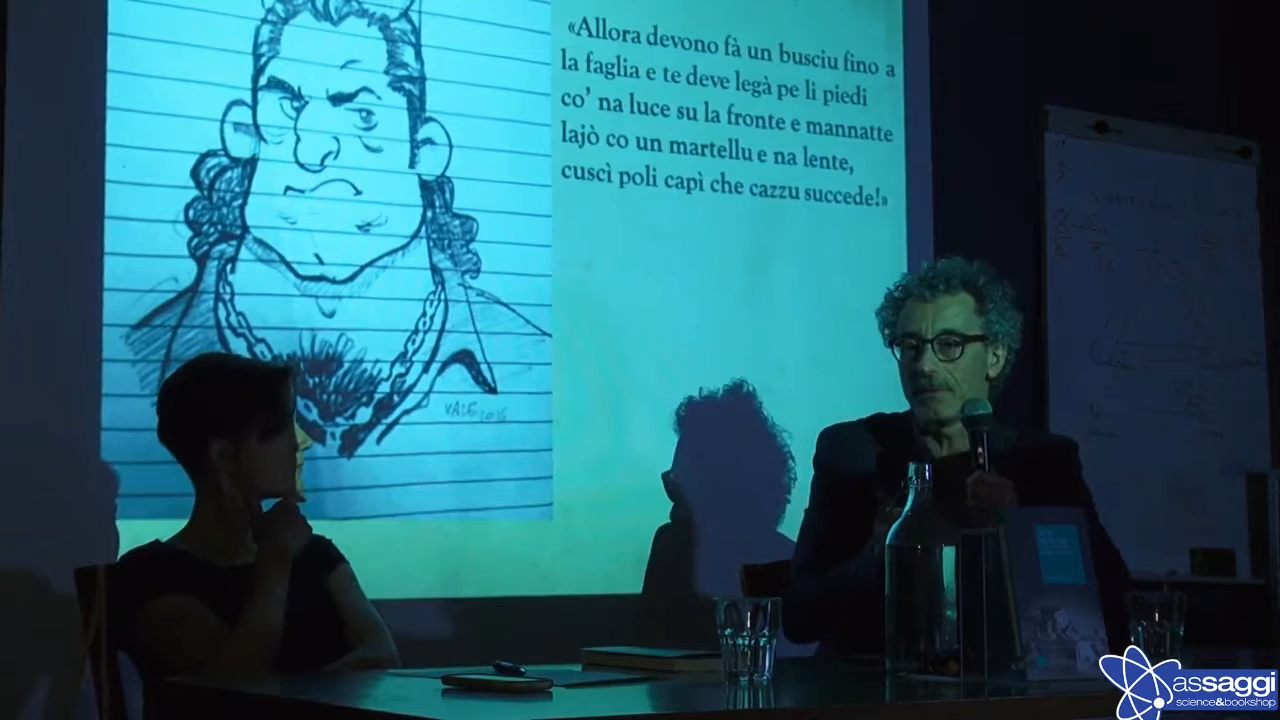 «Allora devono fà un busciu fino a
la faglia e te deve legà pe li piedi
co’ na luce su la fronte e mannatte
lajò co un martellu e na lente,
cuscì poli capì che cazzu succede!»
VALE 2016
assaggi
science&bookshop